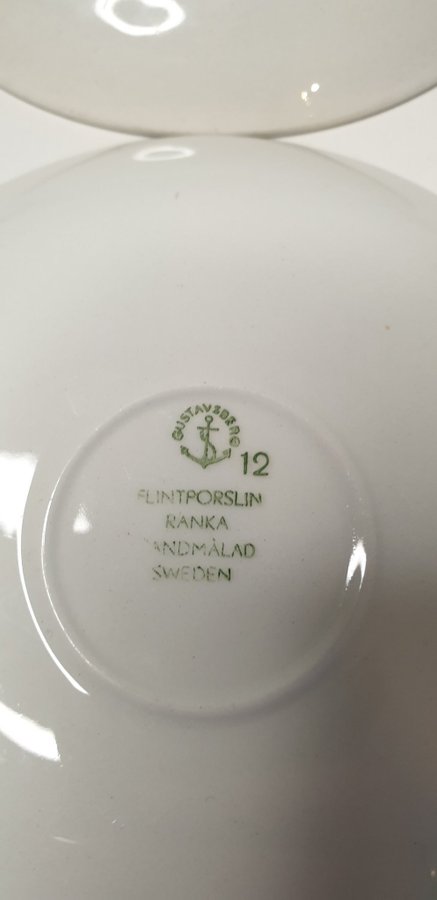 GUSTAVSBERG
12
FLINTPORSLIN
RANKA
ANDMÅLAD
SWEDEN